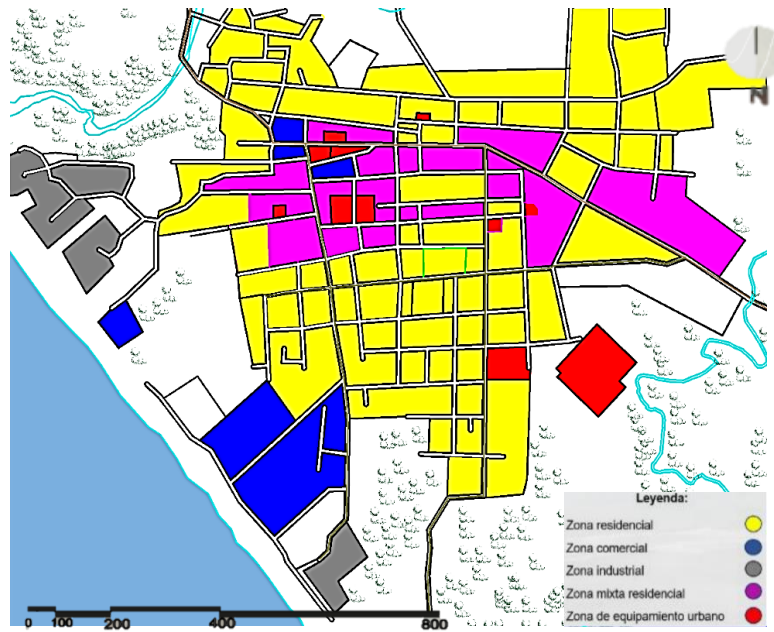 N
Leyenda:
Zona residencial
Zona comercial
Zona industrial
Zona mixta residencial
Zona de equipamiento urbano
0 100 200 400 800